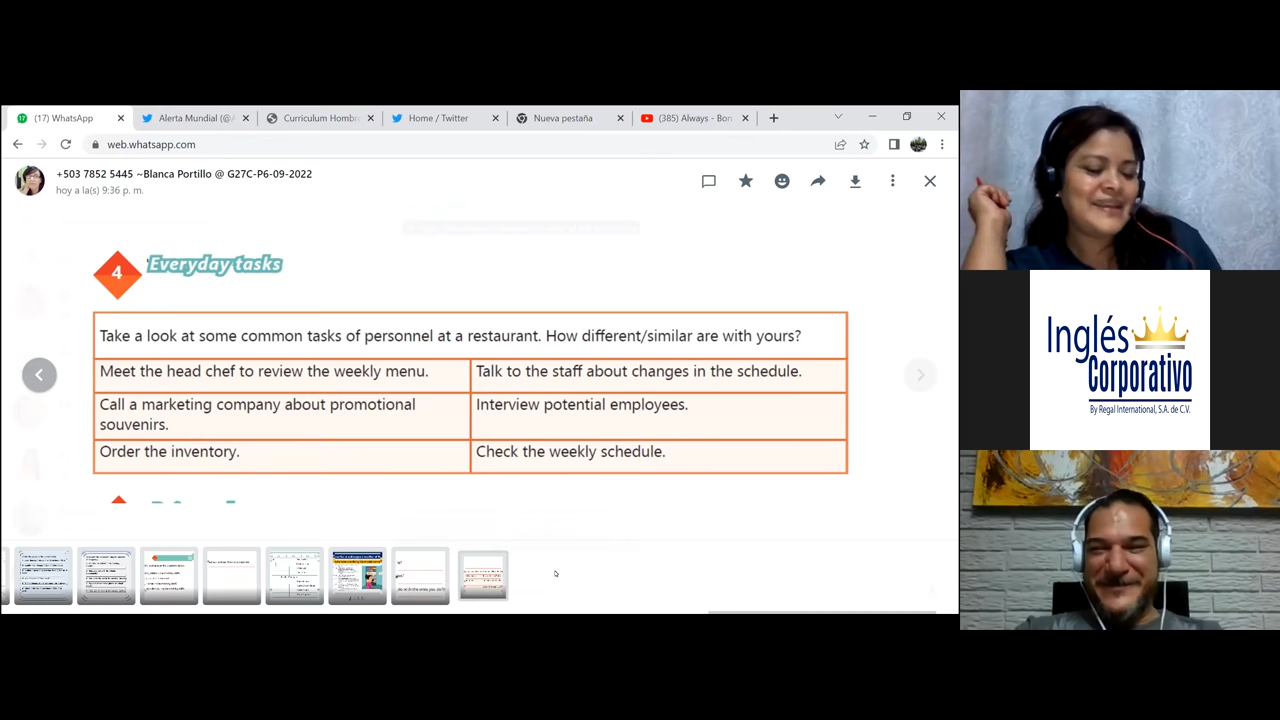 (17) WhatsApp
Alerta Mundial (@A
Curriculum Hombr
Home / Twitter
Nueva pestaña
(385) Always - Bon
web.whatsapp.com
+503 7852 5445 ~Blanca Portillo @ G27C-P6-09-2022
hoy a la(s) 9:36 p. m.
4
Everyday tasks
Take a look at some common tasks of personnel at a restaurant. How different/similar are with yours?
Meet the head chef to review the weekly menu.
Talk to the staff about changes in the schedule.
Call a marketing company about promotional
souvenirs.
Interview potential employees.
Order the inventory.
Check the weekly schedule.
Inglés
Corporativo
By Regal International, S.A. de C.V.